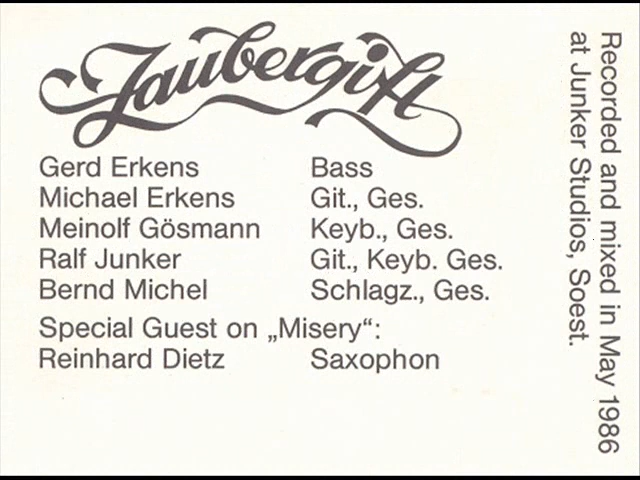 Zaubergift
Gerd Erkens Bass
Michael Erkens Git., Ges.
Meinolf Gösmann Keyb., Ges.
Ralf Junker Git., Keyb. Ges.
Bernd Michel Schlagz., Ges.
Special Guest on „Misery“:
Reinhard Dietz Saxophon
Recorded and mixed in May 1986
at Junker Studios, Soest.